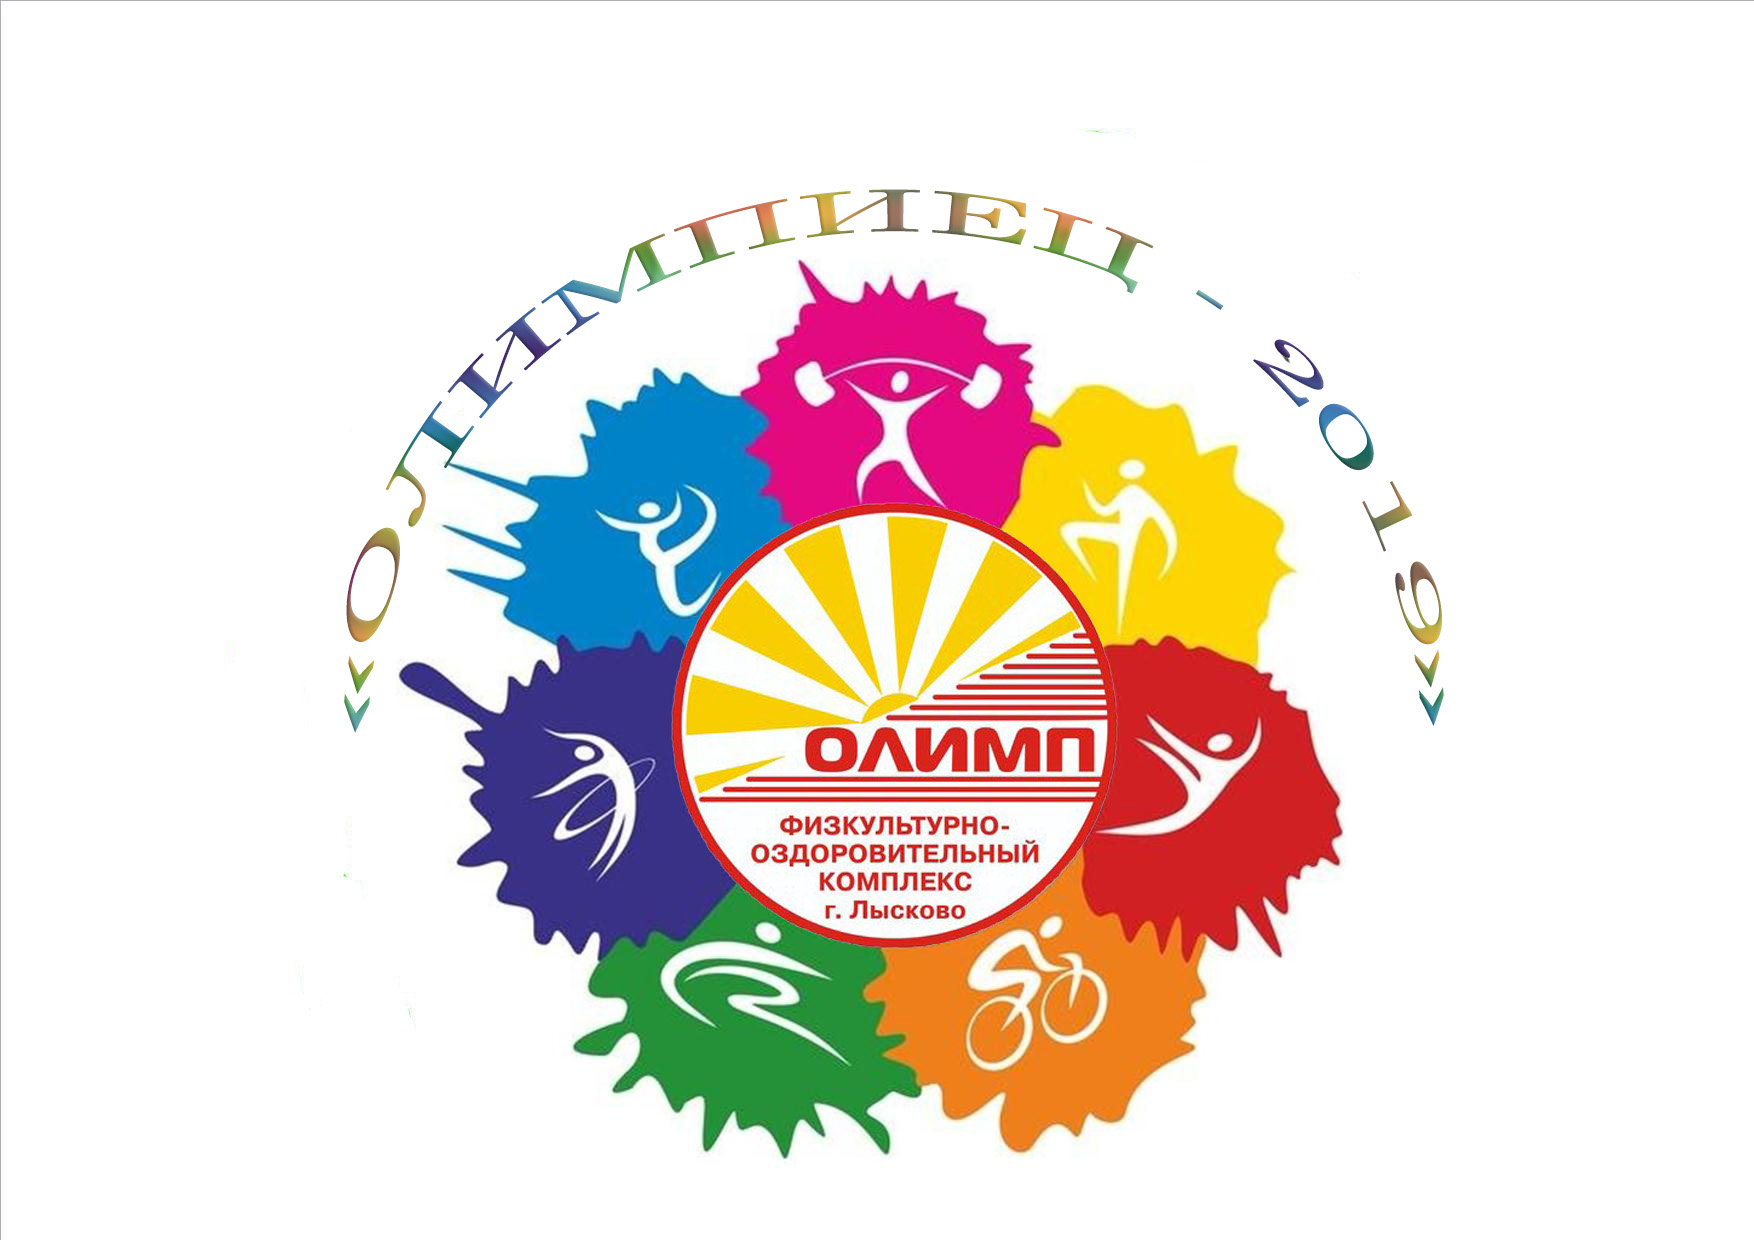 «ОЛИМПИЕЦ - 2019«
ОЛИМП
ФИЗКУЛЬТУРНО-
ОЗДОРОВИТЕЛЬНЫЙ
КОМПЛЕКС
г. Лысково